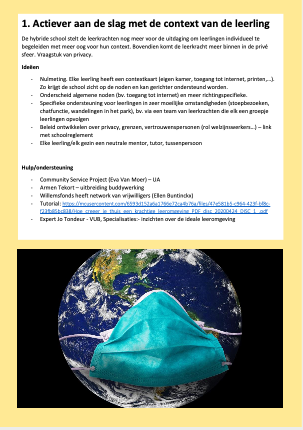 1. Actiever aan de slag met de context van de leerling
De hybride school stelt de leerkrachten nog meer voor de uitdaging om leerlingen individueel te
begeleiden met meer oog voor hun context. Bovendien komt de leerkracht meer binnen in de privé
sfeer. Vraagstuk van privacy.
Ideeën
- Nulmeting. Elke leerling heeft een contextkaart (eigen kamer, toegang tot internet, printen,...).
Zo krijgt de school zicht op de noden en kan gerichter ondersteund worden.
- Onderscheid algemene noden (bv. toegang tot internet) en meer richtingspecifieke.
- Specifieke ondersteuning voor leerlingen in zeer moeilijke omstandigheden (stoepbezoeken,
chatfunctie, wandelingen in het park), bv. via een team van leerkrachten die elk een groepje
leerlingen opvolgen
- Beleid ontwikkelen over privacy, grenzen, vertrouwenspersonen (rol welzijnswerkers...) – link
met schoolreglement
- Elke leerling/elk gezin een neutrale mentor, tutor, tussenpersoon
Hulp/ondersteuning
- Community Service Project (Eva Van Moer) – UA
- Armen Tekort – uitbreiding buddywerking
- Willemsfonds heeft netwerk van vrijwilligers (Ellen Buntinckx)
- Tutorial:
- Expert Jo Tondeur - VUB, Specialisaties:- inzichten over de ideale leeromgeving